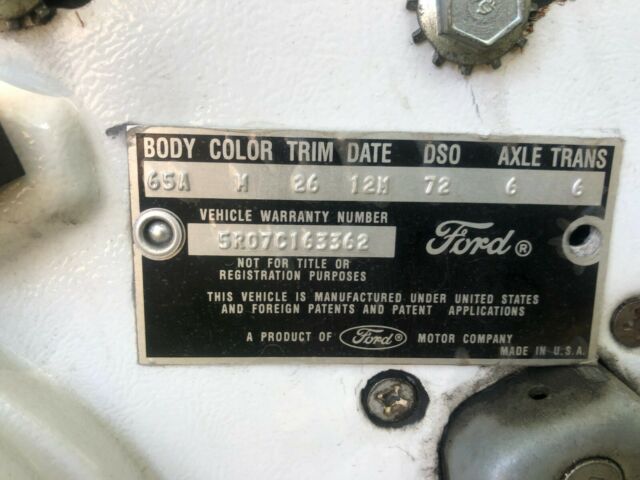 BODY COLOR TRIM DATE DSO AXLE TRANS
65A M 26 12M 72 6 6
VEHICLE WARRANTY NUMBER
5R07C163362
Ford®
NOT FOR TITLE OR
REGISTRATION PURPOSES
THIS VEHICLE IS MANUFACTURED UNDER UNITED STATES
AND FOREIGN PATENTS AND PATENT APPLICATIONS
A PRODUCT OF Ford® MOTOR COMPANY
MADE IN U.S.A.